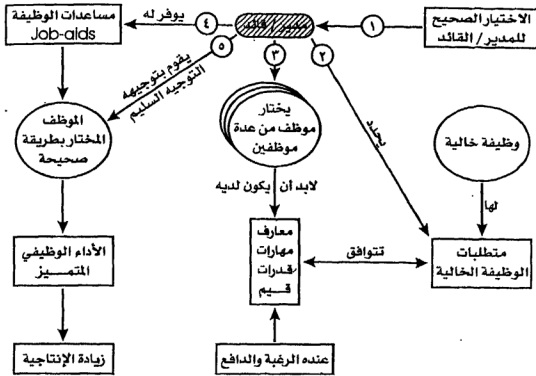 الاختيار الصحيح
للمدير / القائد
١
مدير / قائد
٤
يوفر له
مساعدات الوظيفة
Job-aids
٥
يقوم بتوجيهه
التوجيه السليم
٣
٢
يحدد
يختار
موظف من عدة
موظفين
الموظف
المختار بطريقة
صحيحة
وظيفة خالية
لابد أن يكون لديه
لها
معارف
مهارات
قدرات
قيم
تتوافق
متطلبات
الوظيفة الخالية
الأداء الوظيفي
المتميز
عنده الرغبة والدافع
زيادة الإنتاجية